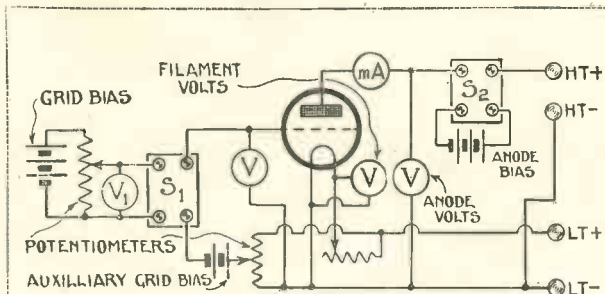 FILAMENT
VOLTS
mA
S2
HT+
HT-
GRID BIAS
V1
S1
V
V
V
ANODE
BIAS
ANODE
VOLTS
POTENTIOMETERS
LT+
AUXILLIARY GRID BIAS
LT-